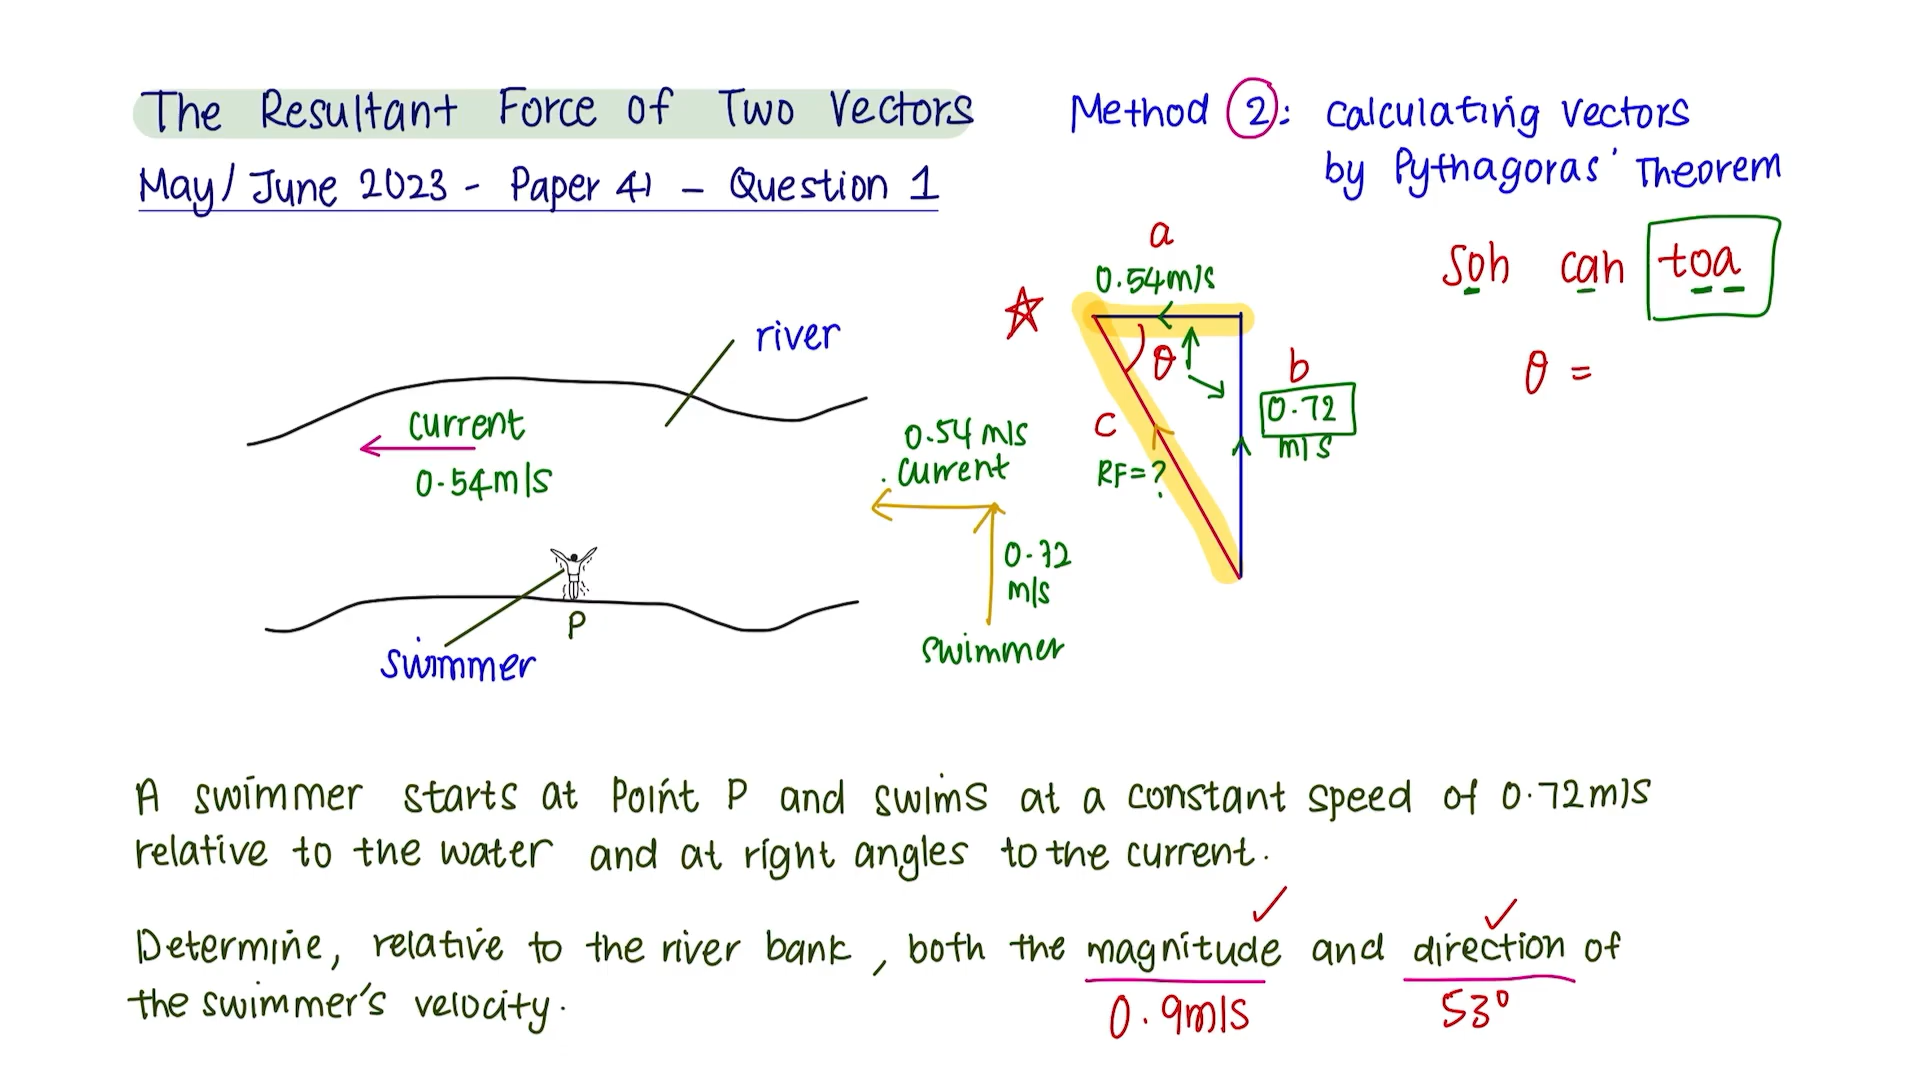 The Resultant Force of Two Vectors
May/June 2023 - Paper 41 - Question 1
Method 2: calculating vectors
by Pythagoras' Theorem
a
0.54m/s
soh cah toa
θ
b
0.72
m/s
θ =
c
RF=?
river
current
0.54m/s
0.54 m/s
current
0.72
m/s
swimmer
P
swimmer
A swimmer starts at point P and swims at a constant speed of 0.72m/s
relative to the water and at right angles to the current.
Determine, relative to the river bank, both the magnitude and direction of
the swimmer's velocity.
0.9m/s
53°